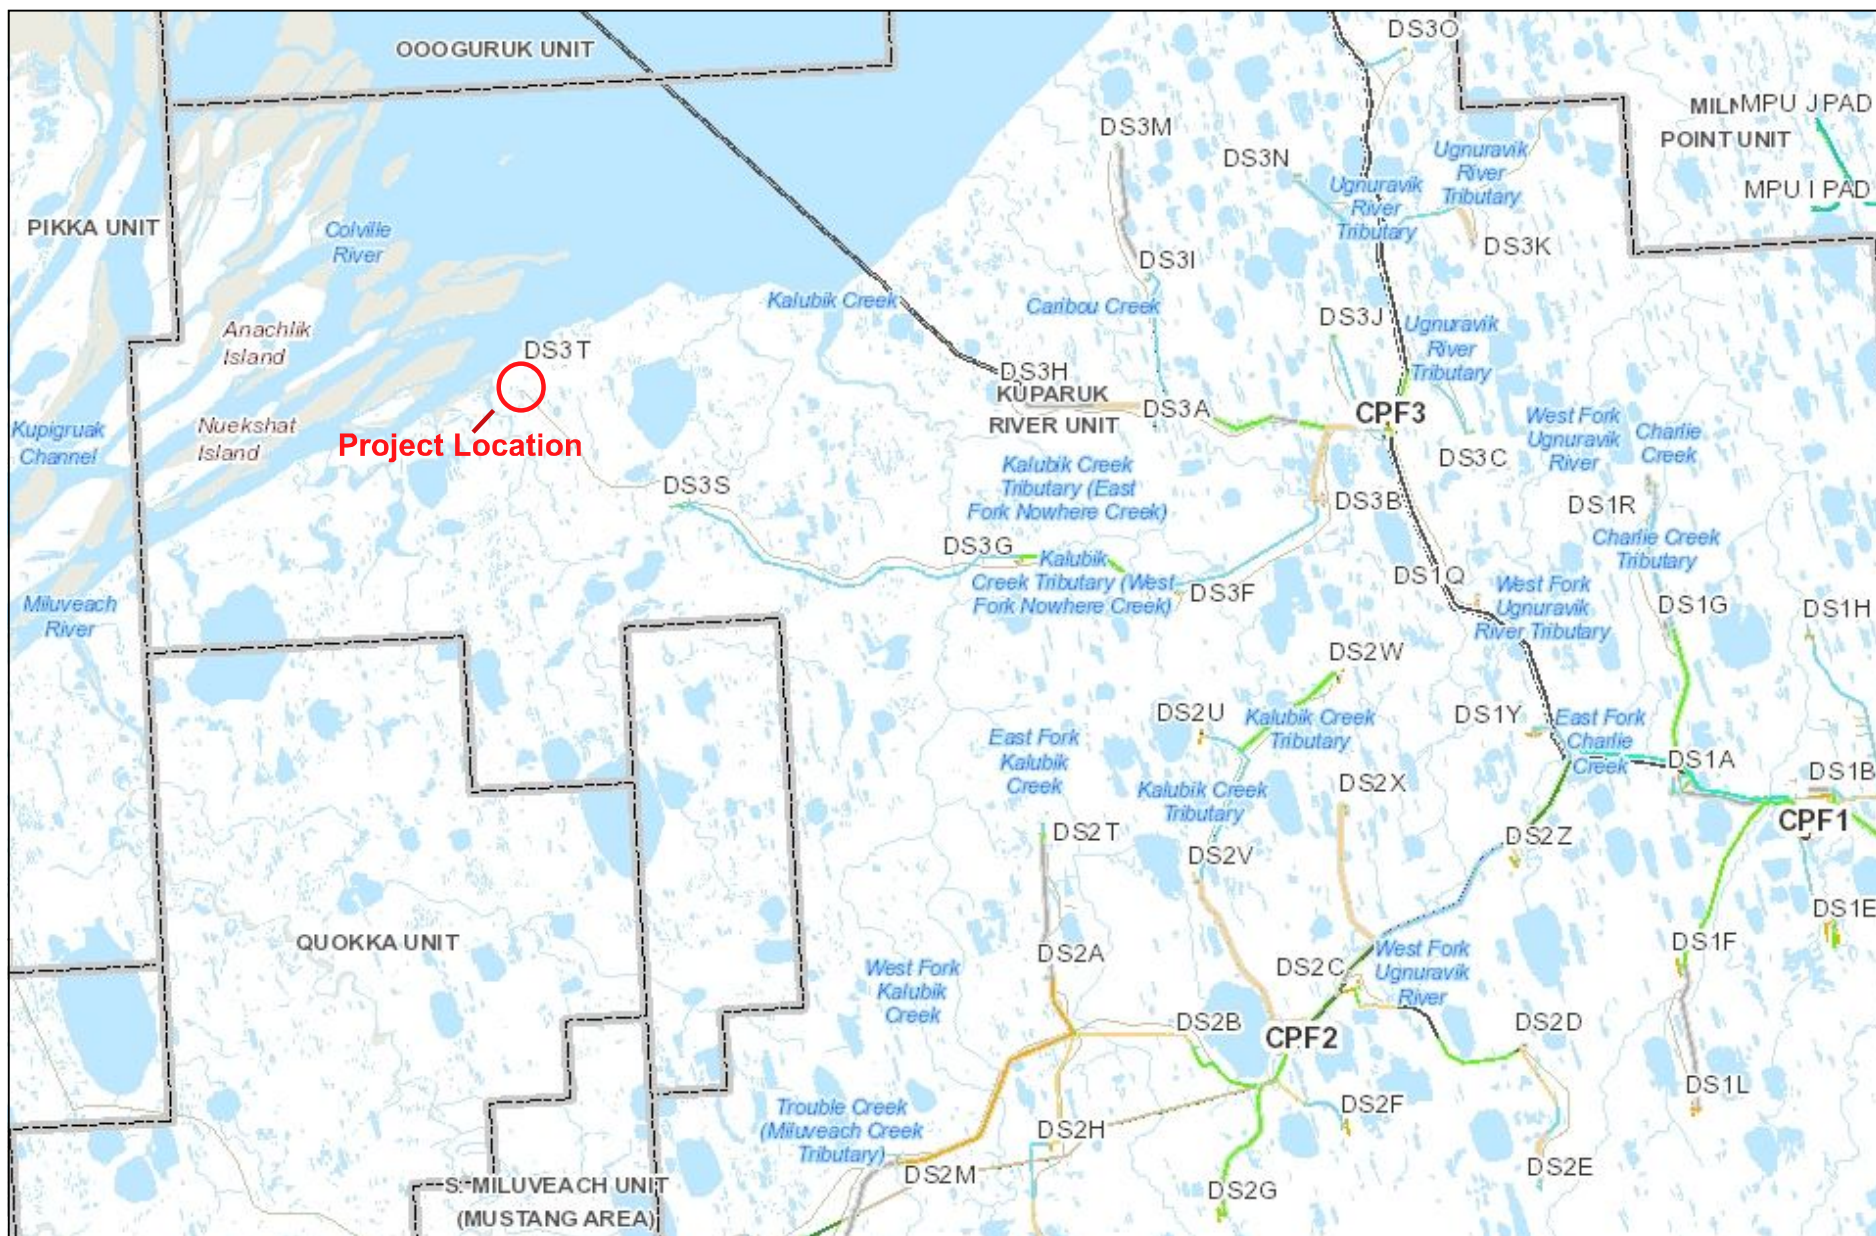 DS3O
OOOGURUK UNIT
MILNMPU J PAD
POINT UNIT
DS3M
DS3N
Ugnuravik
River
Tributary
Ugnuravik
River
Tributary
MPU I PAD
PIKKA UNIT
Colville
River
DS3I
DS3K
Kalubik Creek
Caribou Creek
DS3J
Ugnuravik
River
Tributary
Anachlik
Island
DS3T
DS3H
KUPARUK
RIVER UNIT
DS3A
CPF3
Kupigruak
Channel
Nuekshat
Island
Project Location
West Fork
Ugnuravik
River
Charlie
Creek
DS3C
Kalubik Creek
Tributary (East
Fork Nowhere Creek)
DS3S
DS3B
DS1R
Charlie Creek
Tributary
DS3G
Kalubik
Creek Tributary (West
Fork Nowhere Creek)
DS3F
DS1Q
West Fork
Ugnuravik
River Tributary
Miluveach
River
DS1G
DS1H
DS2W
DS2U
Kalubik Creek
Tributary
DS1Y
East Fork
Charlie
Creek
East Fork
Kalubik
Creek
DS1A
DS1B
Kalubik Creek
Tributary
DS2X
CPF1
DS2T
DS2Z
DS2V
DS1E
QUOKKA UNIT
DS2A
DS1F
West Fork
Kalubik
Creek
DS2C
West Fork
Ugnuravik
River
DS2B
CPF2
DS2D
DS1L
Trouble Creek
(Miluveach Creek
Tributary)
DS2F
DS2H
DS2M
DS2E
DS2G
S. MILUVEACH UNIT
(MUSTANG AREA)